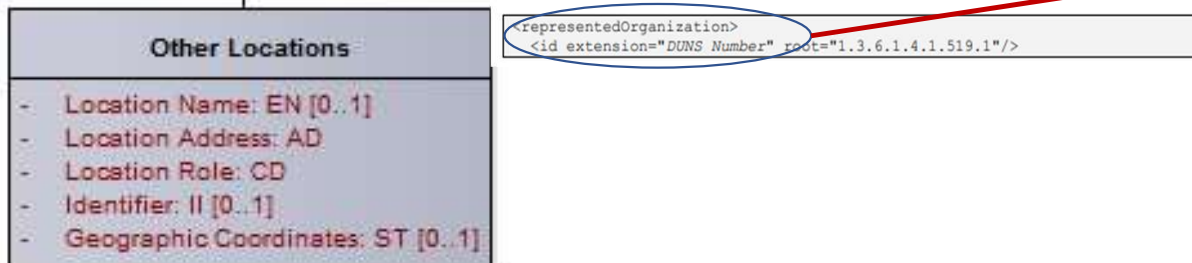 Other Locations
- Location Name: EN [0..1]
- Location Address: AD
- Location Role: CD
- Identifier: II [0..1]
- Geographic Coordinates: ST [0..1]
<representedOrganization>
<id extension="DUNS Number" root="1.3.6.1.4.1.519.1"/>